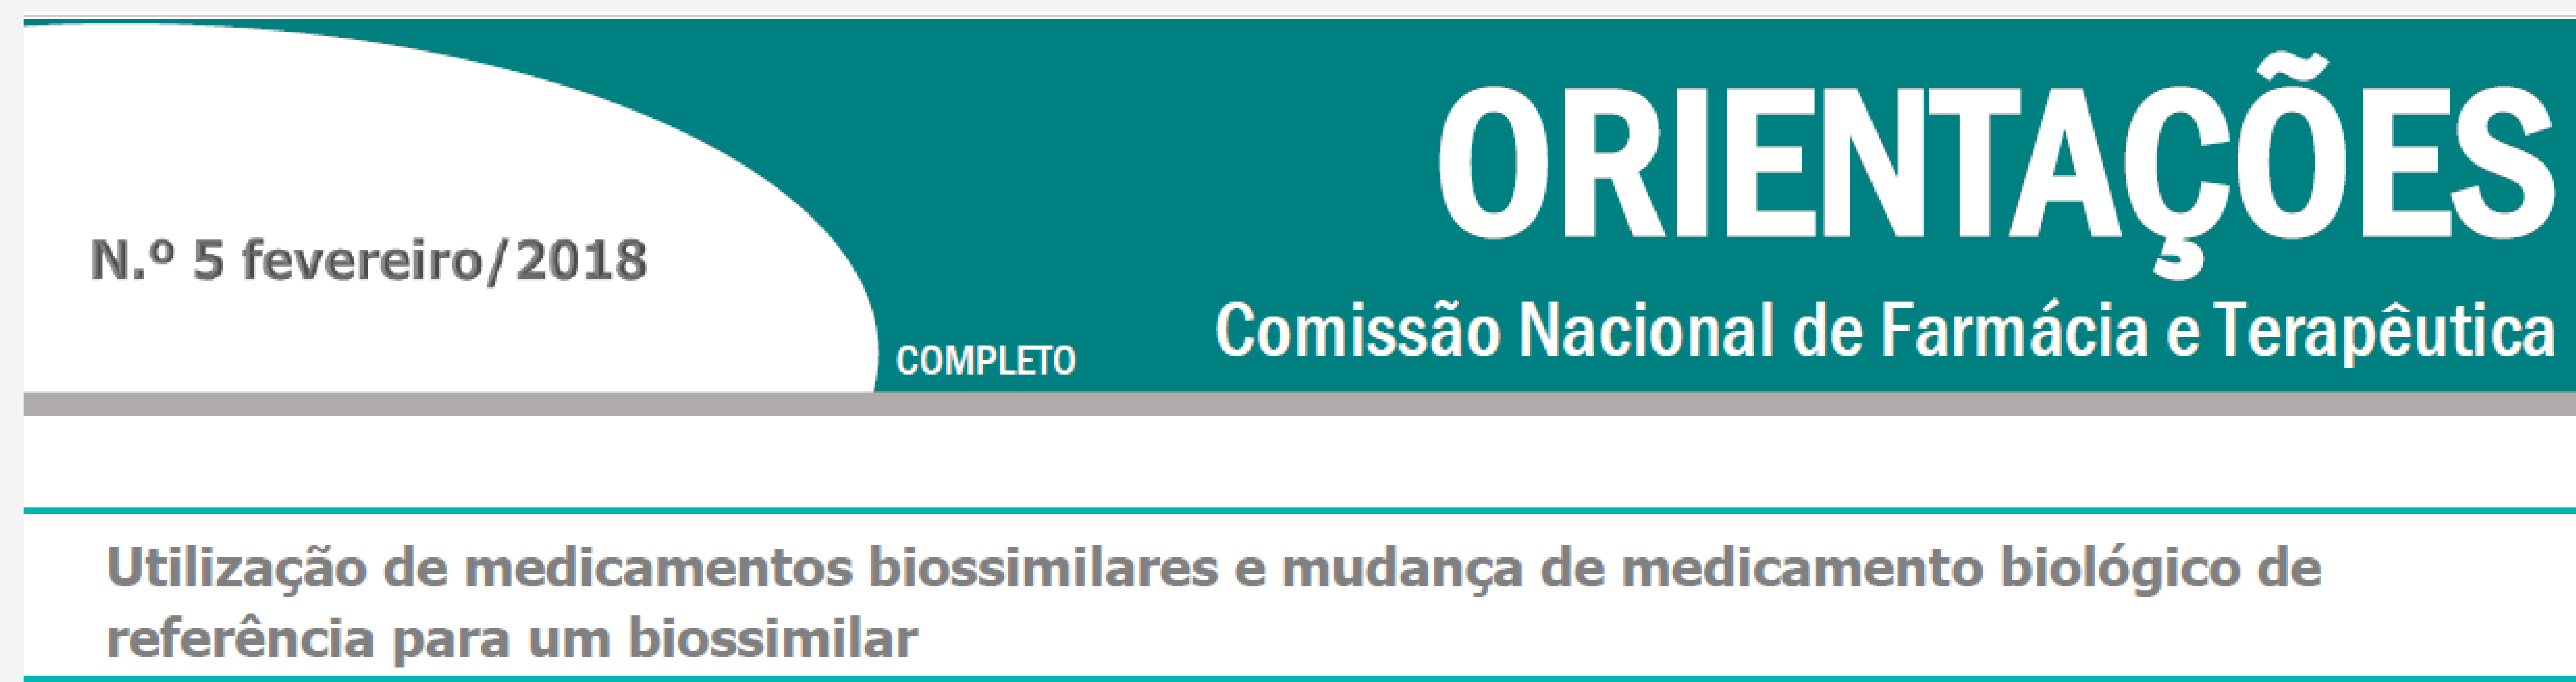 ORIENTAÇÕES
N.º 5 fevereiro/2018
Comissão Nacional de Farmácia e Terapêutica
COMPLETO
Utilização de medicamentos biossimilares e mudança de medicamento biológico de
referência para um biossimilar